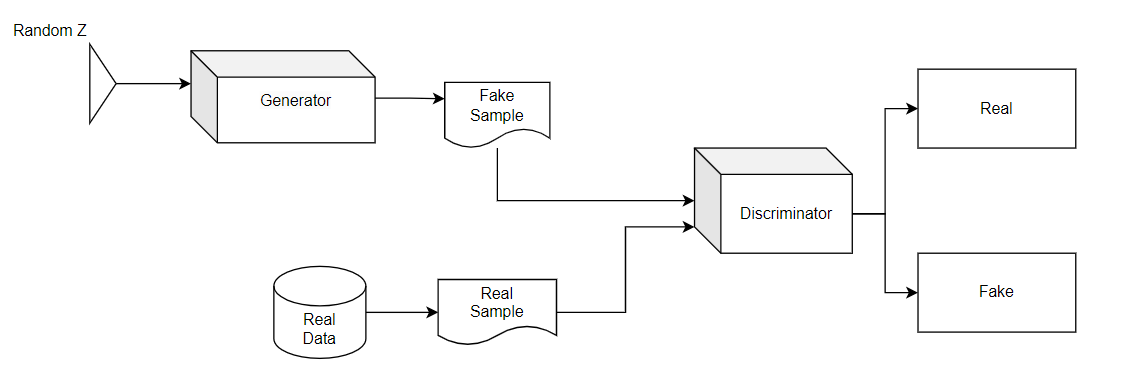 Random Z
Generator
Fake
Sample
Real
Discriminator
Fake
Real
Sample
Real
Data